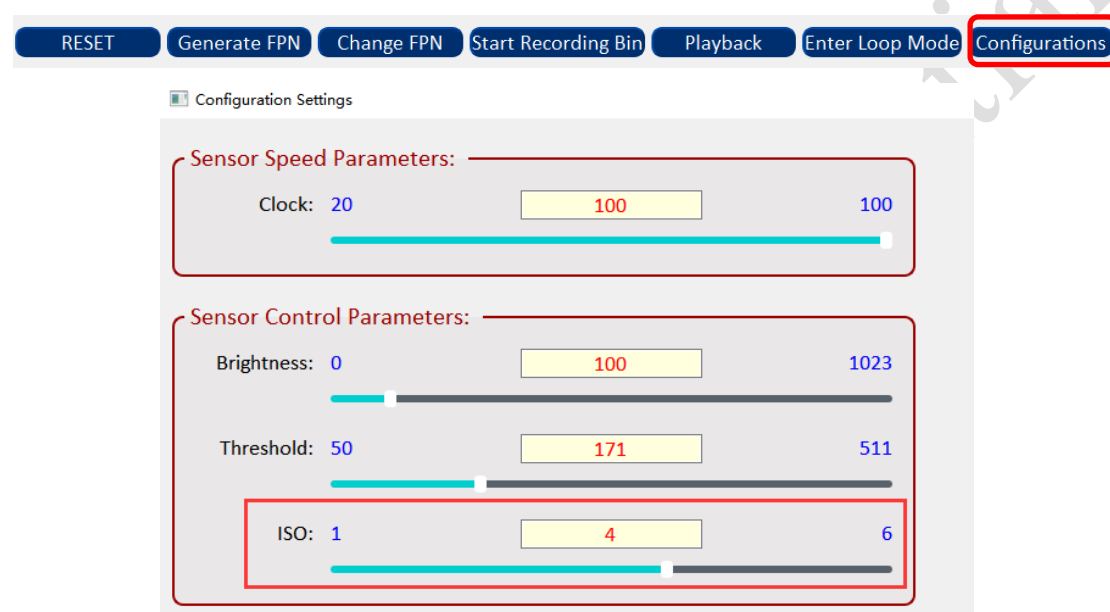 RESET Generate FPN Change FPN Start Recording Bin Playback Enter Loop Mode Configurations
Configuration Settings
Sensor Speed Parameters:
Clock: 20 100 100
Sensor Control Parameters:
Brightness: 0 100 1023
Threshold: 50 171 511
ISO: 1 4 6